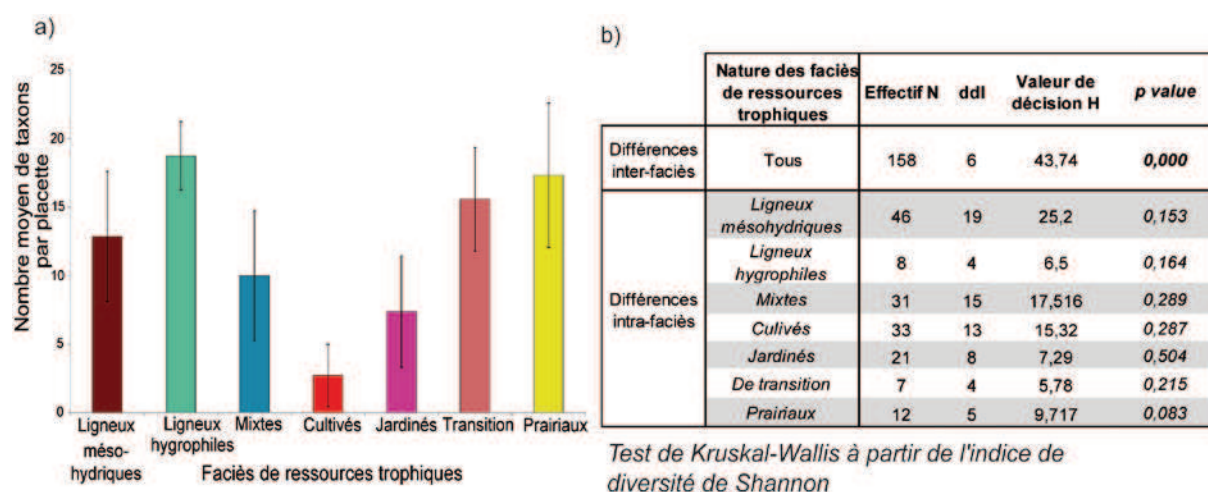 a)
Nombre moyen de taxons
par placette
25
20
15
10
5
0
Ligneux
méso-
hydriques
Ligneux
hygrophiles
Mixtes
Cultivés
Jardinés
Transition
Prairiaux
Faciès de ressources trophiques
b)
Nature des faciès
de ressources
trophiques
Effectif N
ddl
Valeur de
décision H
p value
Différences
inter-faciès
Tous
158
6
43,74
0,000
Différences
intra-faciès
Ligneux
mésohydriques
46
19
25,2
0,153
Ligneux
hygrophiles
8
4
6,5
0,164
Mixtes
31
15
17,516
0,289
Culivés
33
13
15,32
0,287
Jardinés
21
8
7,29
0,504
De transition
7
4
5,78
0,215
Prairiaux
12
5
9,717
0,083
Test de Kruskal-Wallis à partir de l'indice de
diversité de Shannon